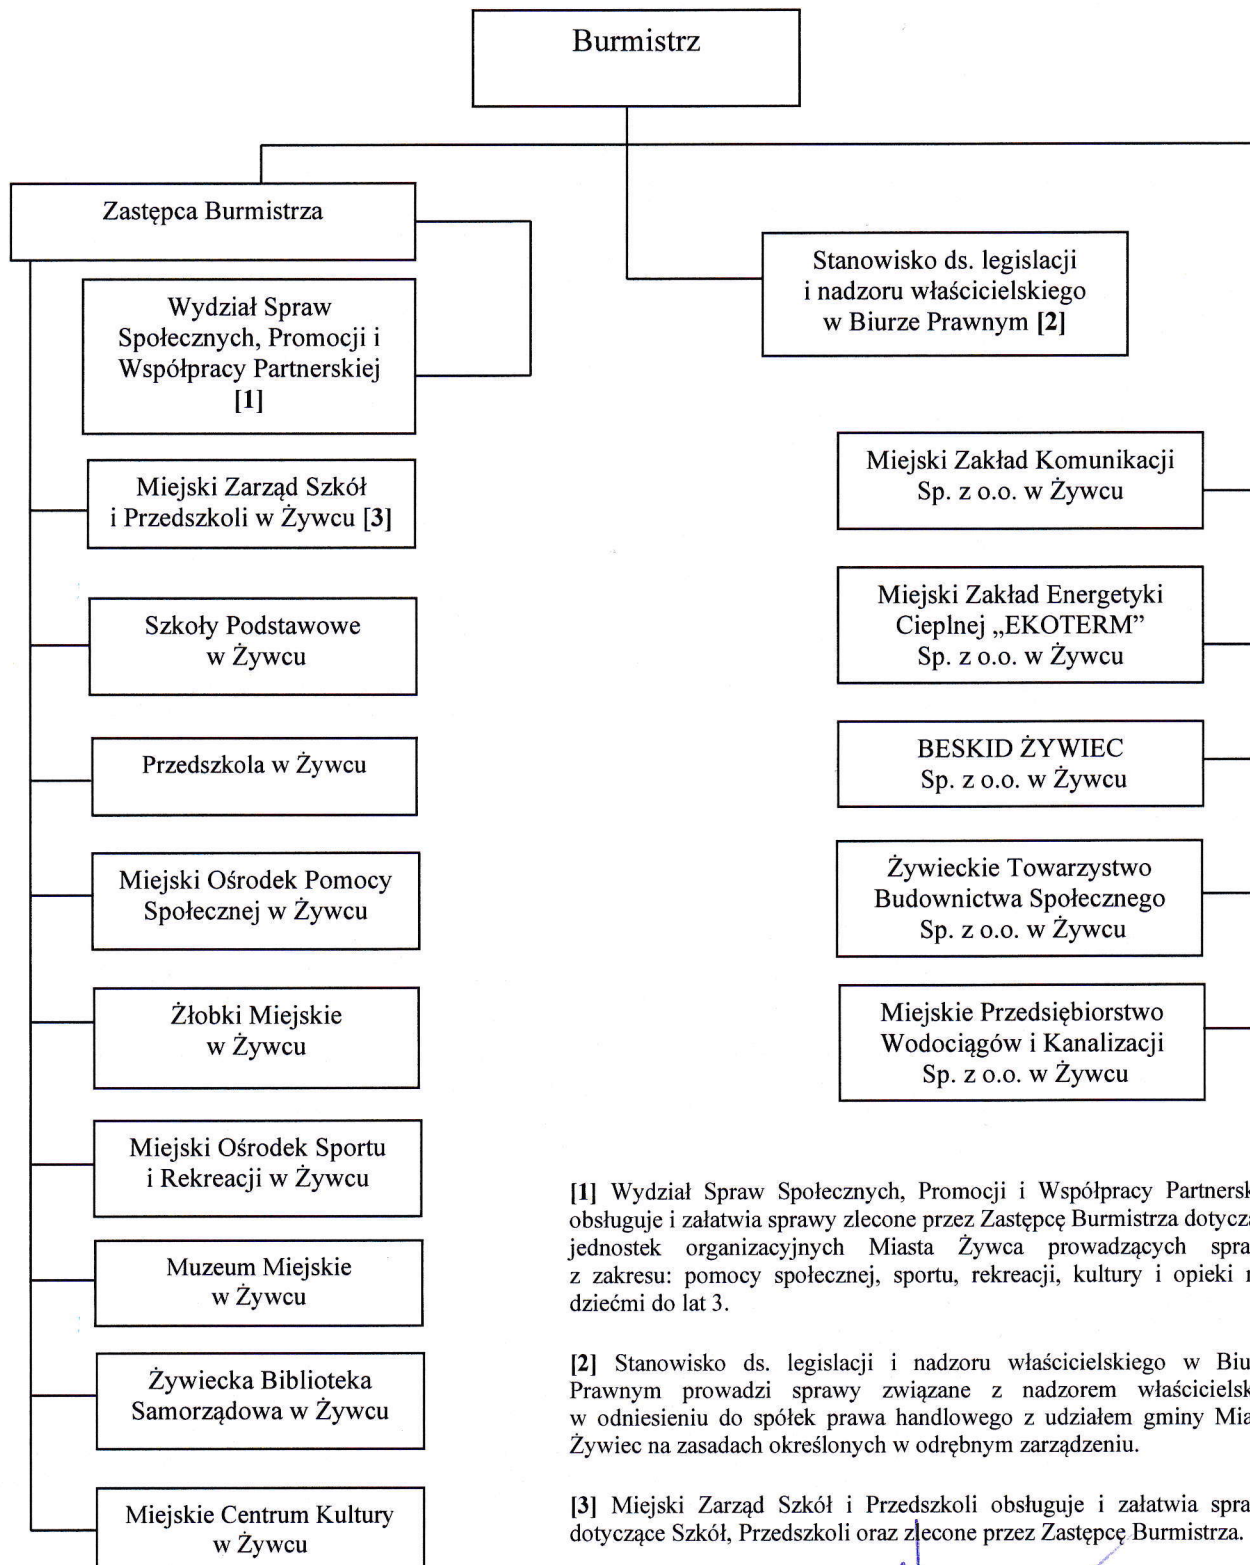 Burmistrz
Zastępca Burmistrza
Wydział Spraw
Społecznych, Promocji i
Współpracy Partnerskiej
[1]
Miejski Zarząd Szkół
i Przedszkoli w Żywcu [3]
Szkoły Podstawowe
w Żywcu
Przedszkola w Żywcu
Miejski Ośrodek Pomocy
Społecznej w Żywcu
Żłobki Miejskie
w Żywcu
Miejski Ośrodek Sportu
i Rekreacji w Żywcu
Muzeum Miejskie
w Żywcu
Żywiecka Biblioteka
Samorządowa w Żywcu
Miejskie Centrum Kultury
w Żywcu
Stanowisko ds. legislacji
i nadzoru właścicielskiego
w Biurze Prawnym [2]
Miejski Zakład Komunikacji
Sp. z o.o. w Żywcu
Miejski Zakład Energetyki
Cieplnej „EKOTERM”
Sp. z o.o. w Żywcu
BESKID ŻYWIEC
Sp. z o.o. w Żywcu
Żywieckie Towarzystwo
Budownictwa Społecznego
Sp. z o.o. w Żywcu
Miejskie Przedsiębiorstwo
Wodociągów i Kanalizacji
Sp. z o.o. w Żywcu
[1] Wydział Spraw Społecznych, Promocji i Współpracy Partnersk
obsługuje i załatwia sprawy zlecone przez Zastępcę Burmistrza dotycz
jednostek organizacyjnych Miasta Żywca prowadzących spra
z zakresu: pomocy społecznej, sportu, rekreacji, kultury i opieki
dziećmi do lat 3.
[2] Stanowisko ds. legislacji i nadzoru właścicielskiego w Biu
Prawnym prowadzi sprawy związane z nadzorem właścicielsk
w odniesieniu do spółek prawa handlowego z udziałem gminy Mia
Żywiec na zasadach określonych w odrębnym zarządzeniu.
[3] Miejski Zarząd Szkół i Przedszkoli obsługuje i załatwia spra
dotyczące Szkół, Przedszkoli oraz zlecone przez Zastępcę Burmistrza.